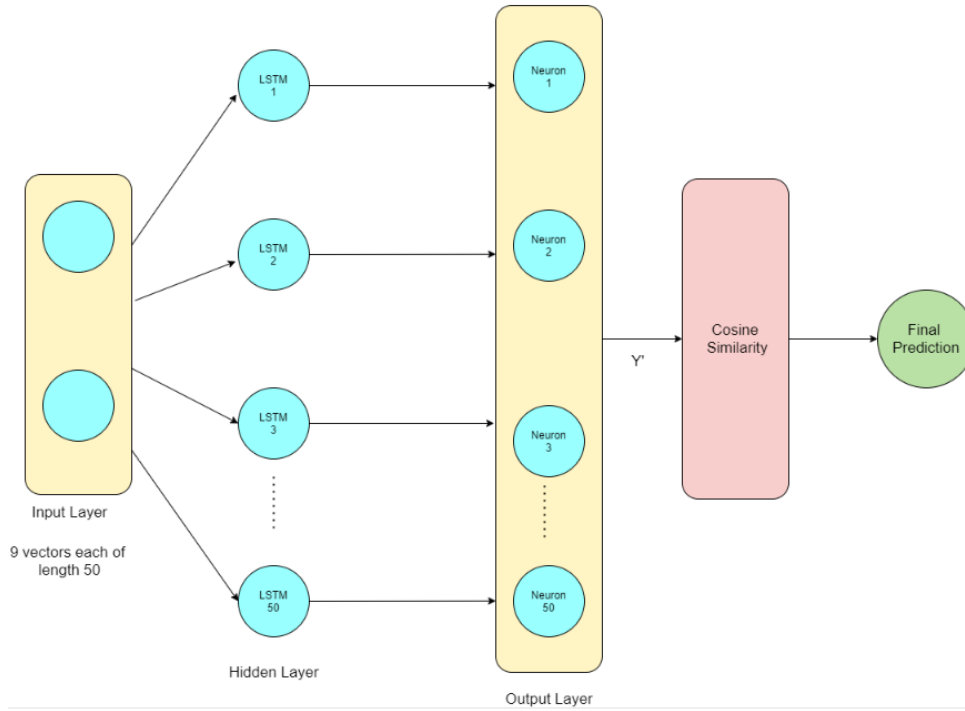 LSTM
1
Neuron
1
LSTM
2
Neuron
2
Cosine
Similarity
Final
Prediction
Y'
LSTM
3
Neuron
3
Input Layer
9 vectors each of
length 50
LSTM
50
Neuron
50
Hidden Layer
Output Layer